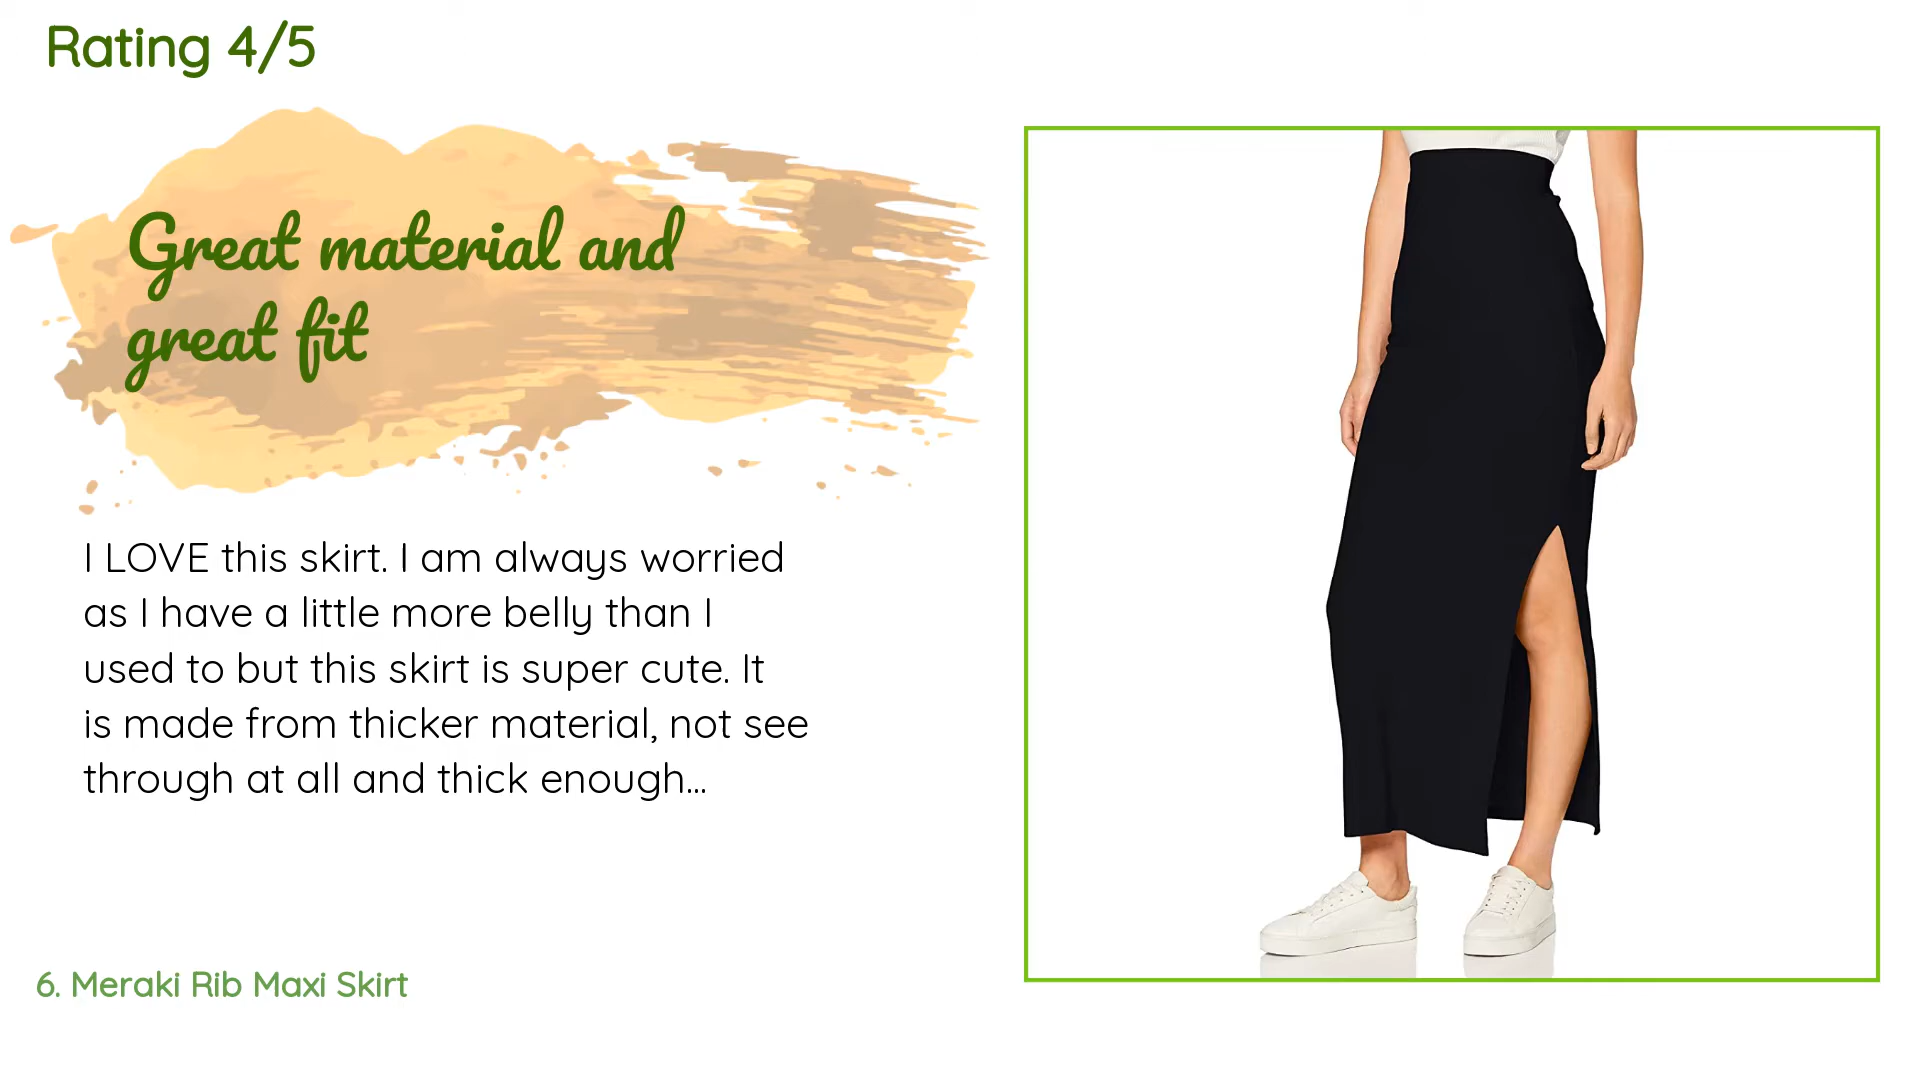 Rating 4/5
Great material and
great fit
I LOVE this skirt. I am always worried
as I have a little more belly than I
used to but this skirt is super cute. It
is made from thicker material, not see
through at all and thick enough...
6. Meraki Rib Maxi Skirt